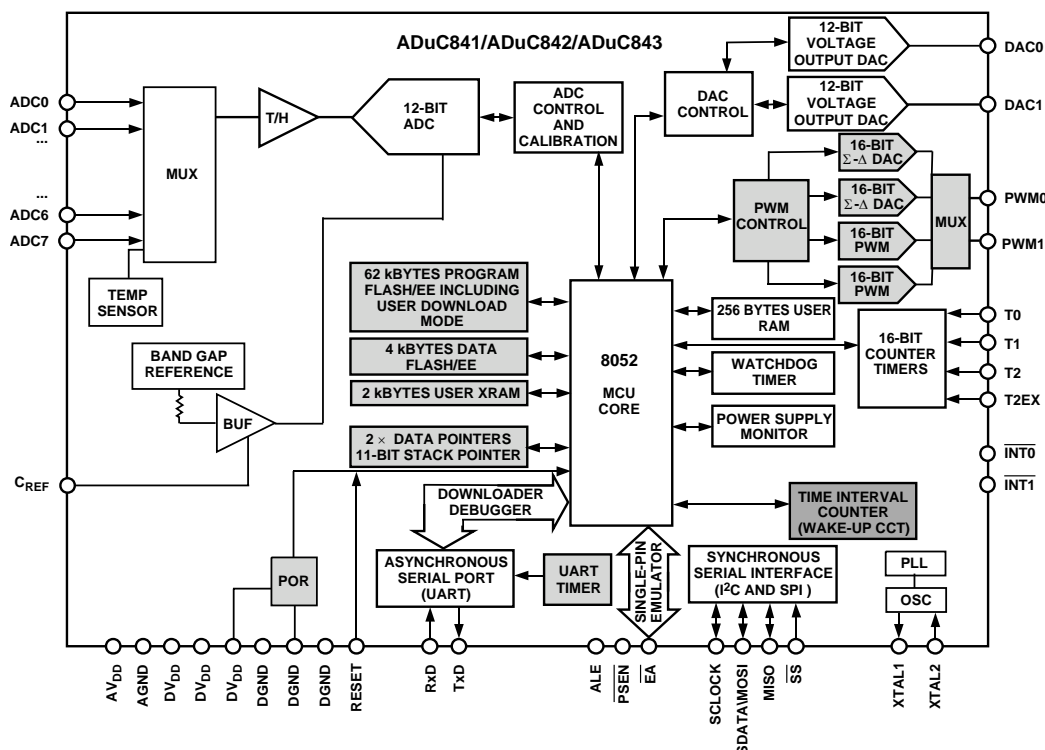 ADuC841/ADuC842/ADuC843
ADC0
ADC1
...
...
ADC6
ADC7
MUX
TEMP
SENSOR
T/H
12-BIT
ADC
ADC
CONTROL
AND
CALIBRATION
DAC
CONTROL
12-BIT
VOLTAGE
OUTPUT DAC
12-BIT
VOLTAGE
OUTPUT DAC
DAC0
DAC1
PWM
CONTROL
16-BIT
Σ-Δ DAC
16-BIT
Σ-Δ DAC
16-BIT
PWM
16-BIT
PWM
MUX
PWM0
PWM1
BAND GAP
REFERENCE
BUF
CREF
62 kBYTES PROGRAM
FLASH/EE INCLUDING
USER DOWNLOAD
MODE
4 kBYTES DATA
FLASH/EE
2 kBYTES USER XRAM
2 × DATA POINTERS
11-BIT STACK POINTER
8052
MCU
CORE
256 BYTES USER
RAM
WATCHDOG
TIMER
POWER SUPPLY
MONITOR
16-BIT
COUNTER
TIMERS
T0
T1
T2
T2EX
INT0
INT1
TIME INTERVAL
COUNTER
(WAKE-UP CCT)
DOWNLOADER
DEBUGGER
POR
ASYNCHRONOUS
SERIAL PORT
(UART)
UART
TIMER
SINGLE-PIN
EMULATOR
SYNCHRONOUS
SERIAL INTERFACE
(I²C AND SPI )
PLL
OSC
AVDD
AGND
DVDD
DVDD
DVDD
DGND
DGND
DGND
RESET
RxD
TxD
ALE
PSEN
EA
SCLOCK
SDATA\MOSI
MISO
SS
XTAL1
XTAL2